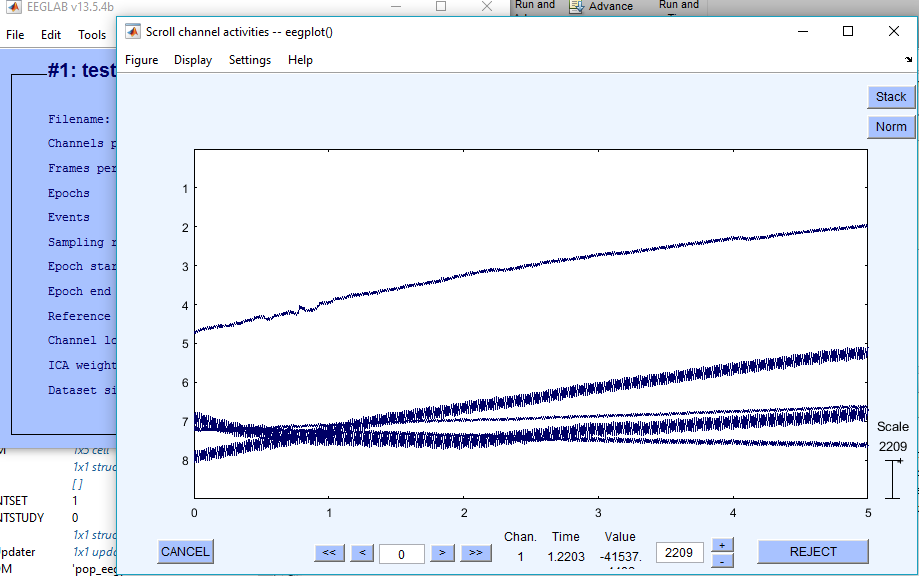 EEGLAB v13.5.4b
Run and
Advance
Run and
File Edit Tools
Scroll channel activities -- eegplot()
Figure Display Settings Help
#1: test
Stack
Norm
Filename:
Channels p
Frames per
Epochs
Events
Sampling r
Epoch star
Epoch end
Reference
Channel lo
ICA weight
Dataset si
1
2
3
4
5
6
7
8
0 1 2 3 4 5
Scale
2209
+
1x5 cell
1x1 struc
[]
NTSET 1
NTSTUDY 0
1x1 struc
Updater 1x1 upda
OM 'pop_eeg
CANCEL
<< < 0 > >>
Chan. Time Value
1 1.2203 -41537.
2209
+
-
REJECT